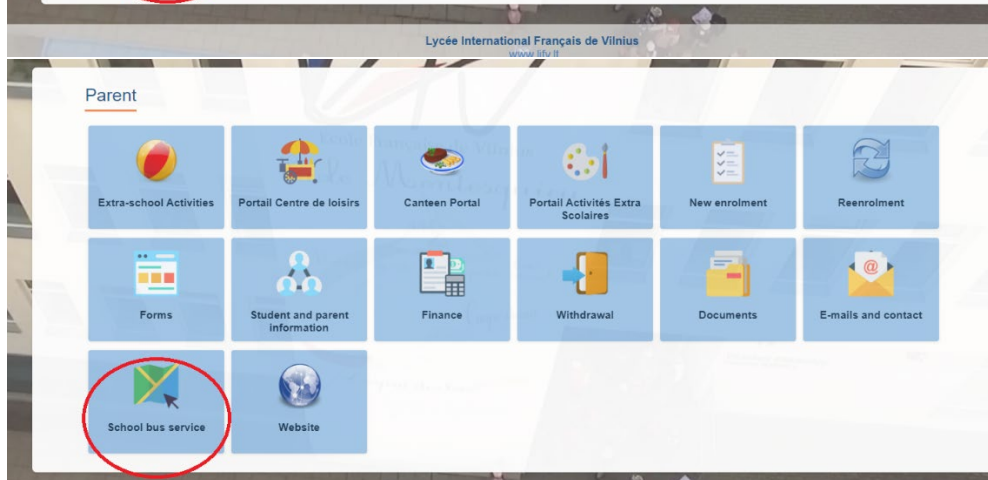 Lycée International Français de Vilnius
www.lifv.lt
Parent
Extra-school Activities
Portail Centre de loisirs
Canteen Portal
Portail Activités Extra
Scolaires
New enrolment
Reenrolment
Forms
Student and parent
information
Finance
Withdrawal
Documents
E-mails and contact
School bus service
Website